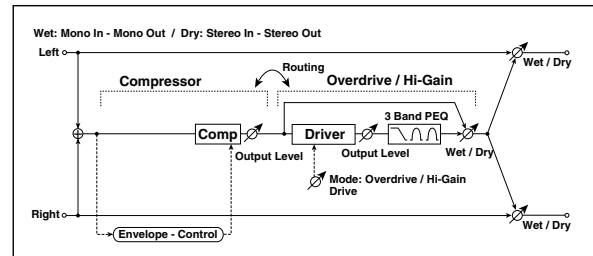 Wet: Mono In - Mono Out / Dry: Stereo In - Stereo Out
Left
Wet / Dry
Routing
Compressor
Overdrive / Hi-Gain
3 Band PEQ
Comp
Driver
Output Level
Output Level
Wet / Dry
Mode: Overdrive / Hi-Gain
Drive
Right
Wet / Dry
Envelope - Control